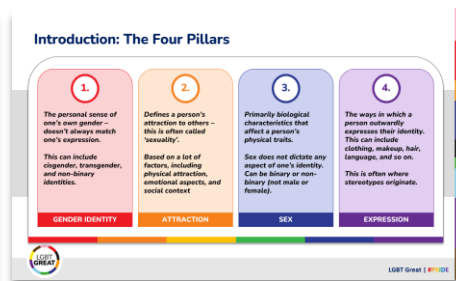 Introduction: The Four Pillars
1.
The personal sense of
one's own gender –
doesn't always match
one's expression.
This can include
cisgender, transgender,
and non-binary
identities.
GENDER IDENTITY
2.
Defines a person's
attraction to others –
this is often called
'sexuality'.
Based on a lot of
factors, including
physical attraction,
emotional aspects, and
social context
ATTRACTION
3.
Primarily biological
characteristics that
affect a person's
physical traits.
Sex does not dictate any
aspect of one's identity.
Can be binary or non-
binary (not male or
female).
SEX
4.
The ways in which a
person outwardly
expresses their identity.
This can include
clothing, makeup, hair,
language, and so on.
This is often where
stereotypes originate.
EXPRESSION
LGBT
GREAT
LGBT Great | #PRIDE